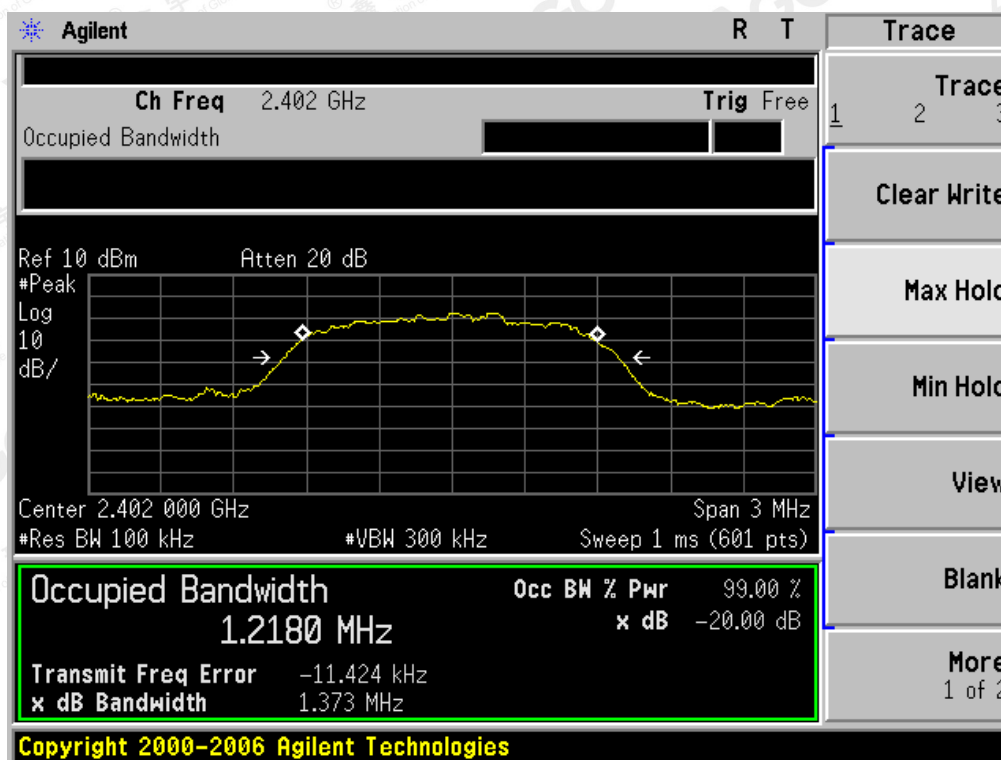 Agilent R T
Trace
Ch Freq 2.402 GHz Trig Free
Occupied Bandwidth
Trace
1 2 3
Clear Write
Ref 10 dBm Atten 20 dB
#Peak
Log
10
dB/
Max Hold
Min Hold
View
Center 2.402 000 GHz Span 3 MHz
#Res BW 100 kHz #VBW 300 kHz Sweep 1 ms (601 pts)
Occupied Bandwidth
1.2180 MHz
Occ BW % Pwr 99.00 %
x dB -20.00 dB
Transmit Freq Error -11.424 kHz
x dB Bandwidth 1.373 MHz
Blank
More
1 of 2
Copyright 2000-2006 Agilent Technologies